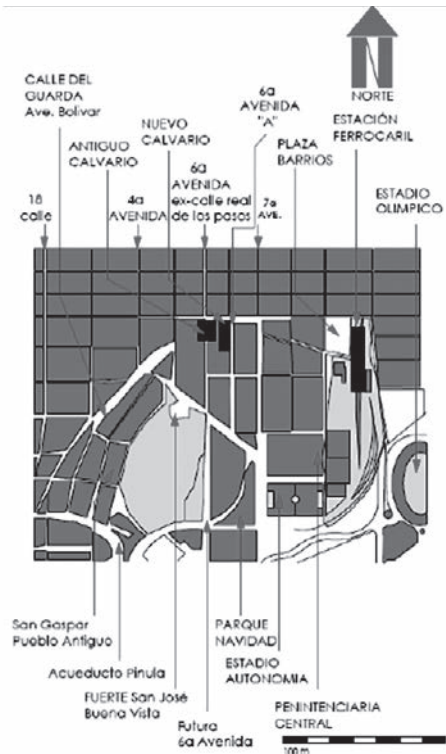 NORTE
CALLE DEL
GUARDA
Ave. Bolivar
ANTIGUO
CALVARIO
NUEVO
CALVARIO
6a
AVENIDA
"A"
PLAZA
BARRIOS
ESTACIÓN
FERROCARIL
ESTADIO
OLIMPICO
18
calle
4a
AVENIDA
6a
AVENIDA
ex-calle real
de los pasos
7a
AVE.
San Gaspar
Pueblo Antiguo
Acueducto Pinula
FUERTE San José
Buena Vista
Futura
6a Avenida
PARQUE
NAVIDAD
ESTADIO
AUTONOMIA
PENINTENCIARIA
CENTRAL
100 m